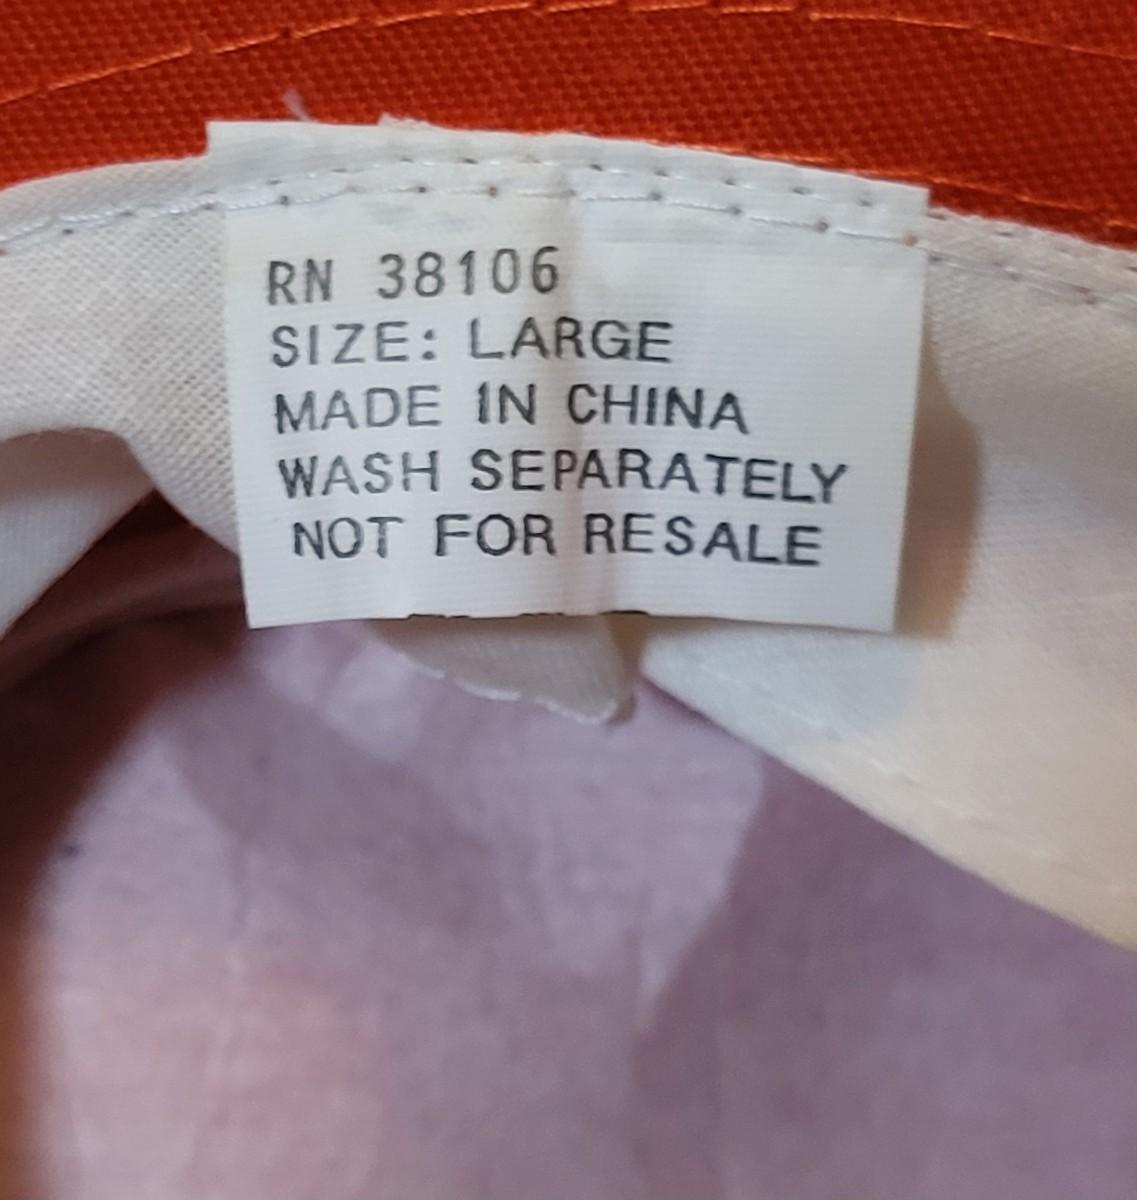 RN 38106
SIZE: LARGE
MADE IN CHINA
WASH SEPARATELY
NOT FOR RESALE